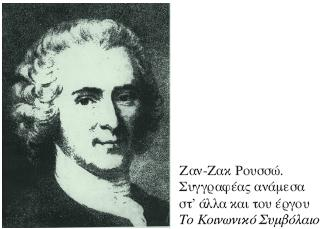 Ζαν-Ζακ Ρουσσώ.
Συγγραφέας ανάμεσα
στ' άλλα και του έργου
Το Κοινωνικό Συμβόλαιο